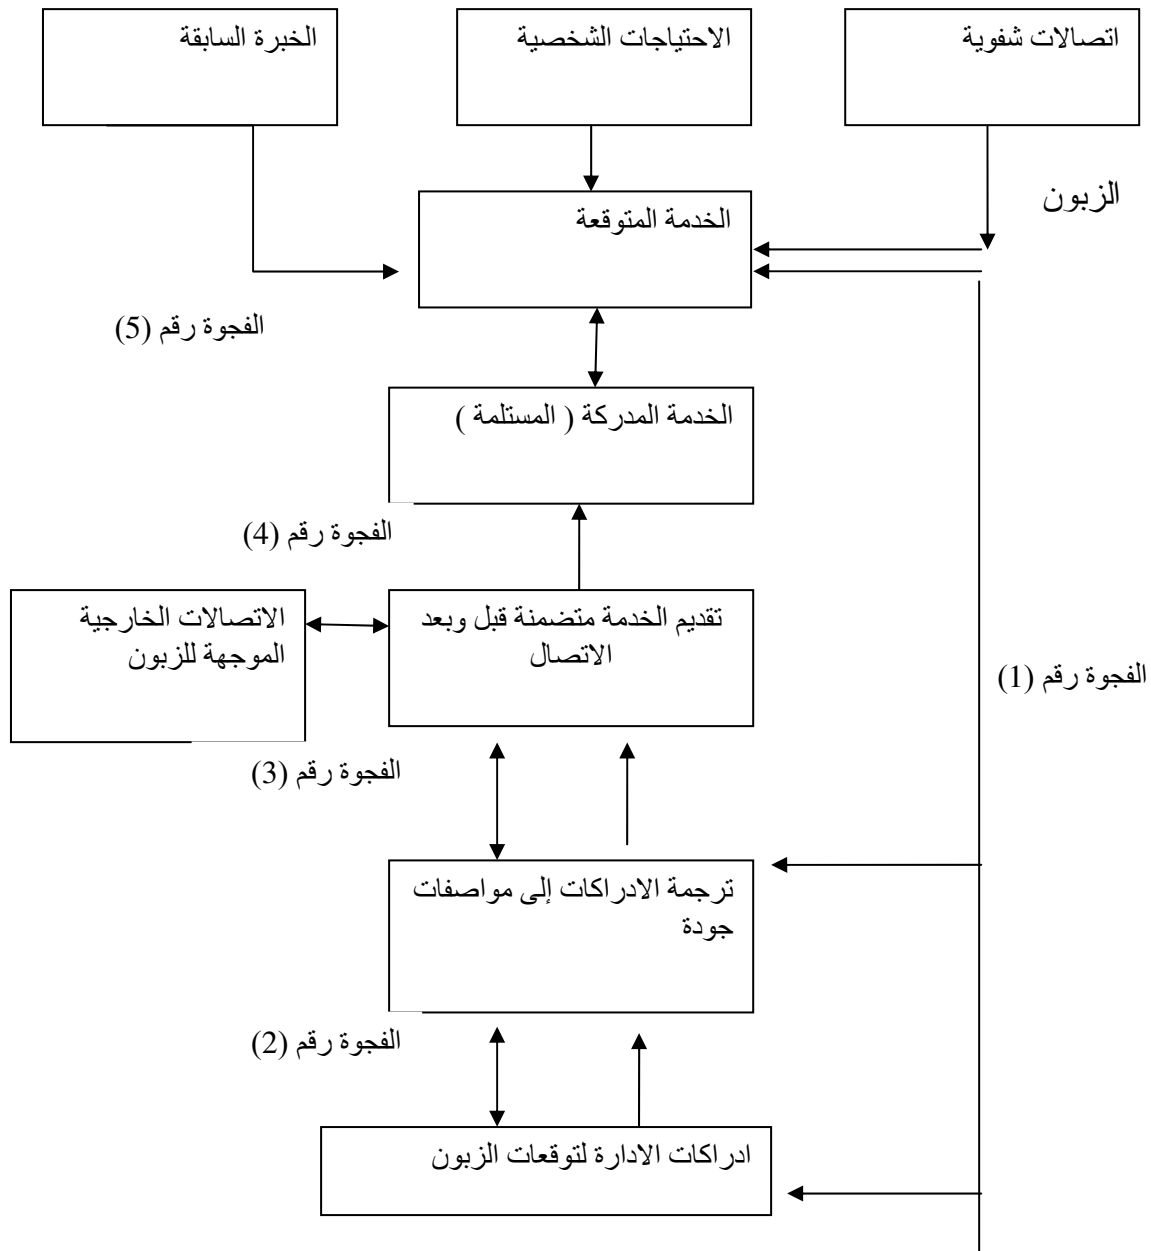 اتصالات شفوية
الاحتياجات الشخصية
الخبرة السابقة
الزبون
الخدمة المتوقعة
الفجوة رقم (5)
الخدمة المدركة ( المستلمة )
الفجوة رقم (4)
تقديم الخدمة متضمنة قبل وبعد
الاتصال
الاتصالات الخارجية
الموجهة للزبون
الفجوة رقم (1)
الفجوة رقم (3)
ترجمة الادراكات إلى مواصفات
جودة
الفجوة رقم (2)
ادراكات الادارة لتوقعات الزبون